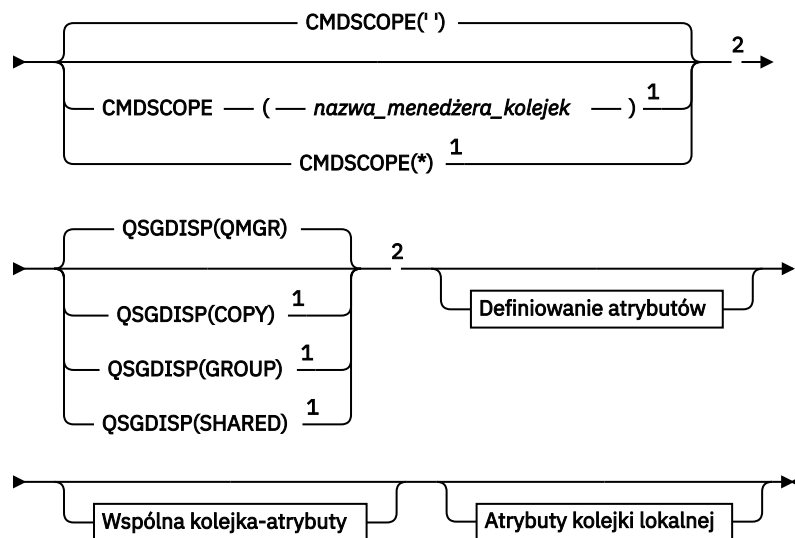 CMDSCOPE(' ')
2
CMDSCOPE ( nazwa_menedżera_kolejek ) 1
CMDSCOPE(*) 1
QSGDISP(QMGR)
2
QSGDISP(COPY) 1
Definiowanie atrybutów
QSGDISP(GROUP) 1
QSGDISP(SHARED) 1
Wspólna kolejka-atrybuty
Atrybuty kolejki lokalnej